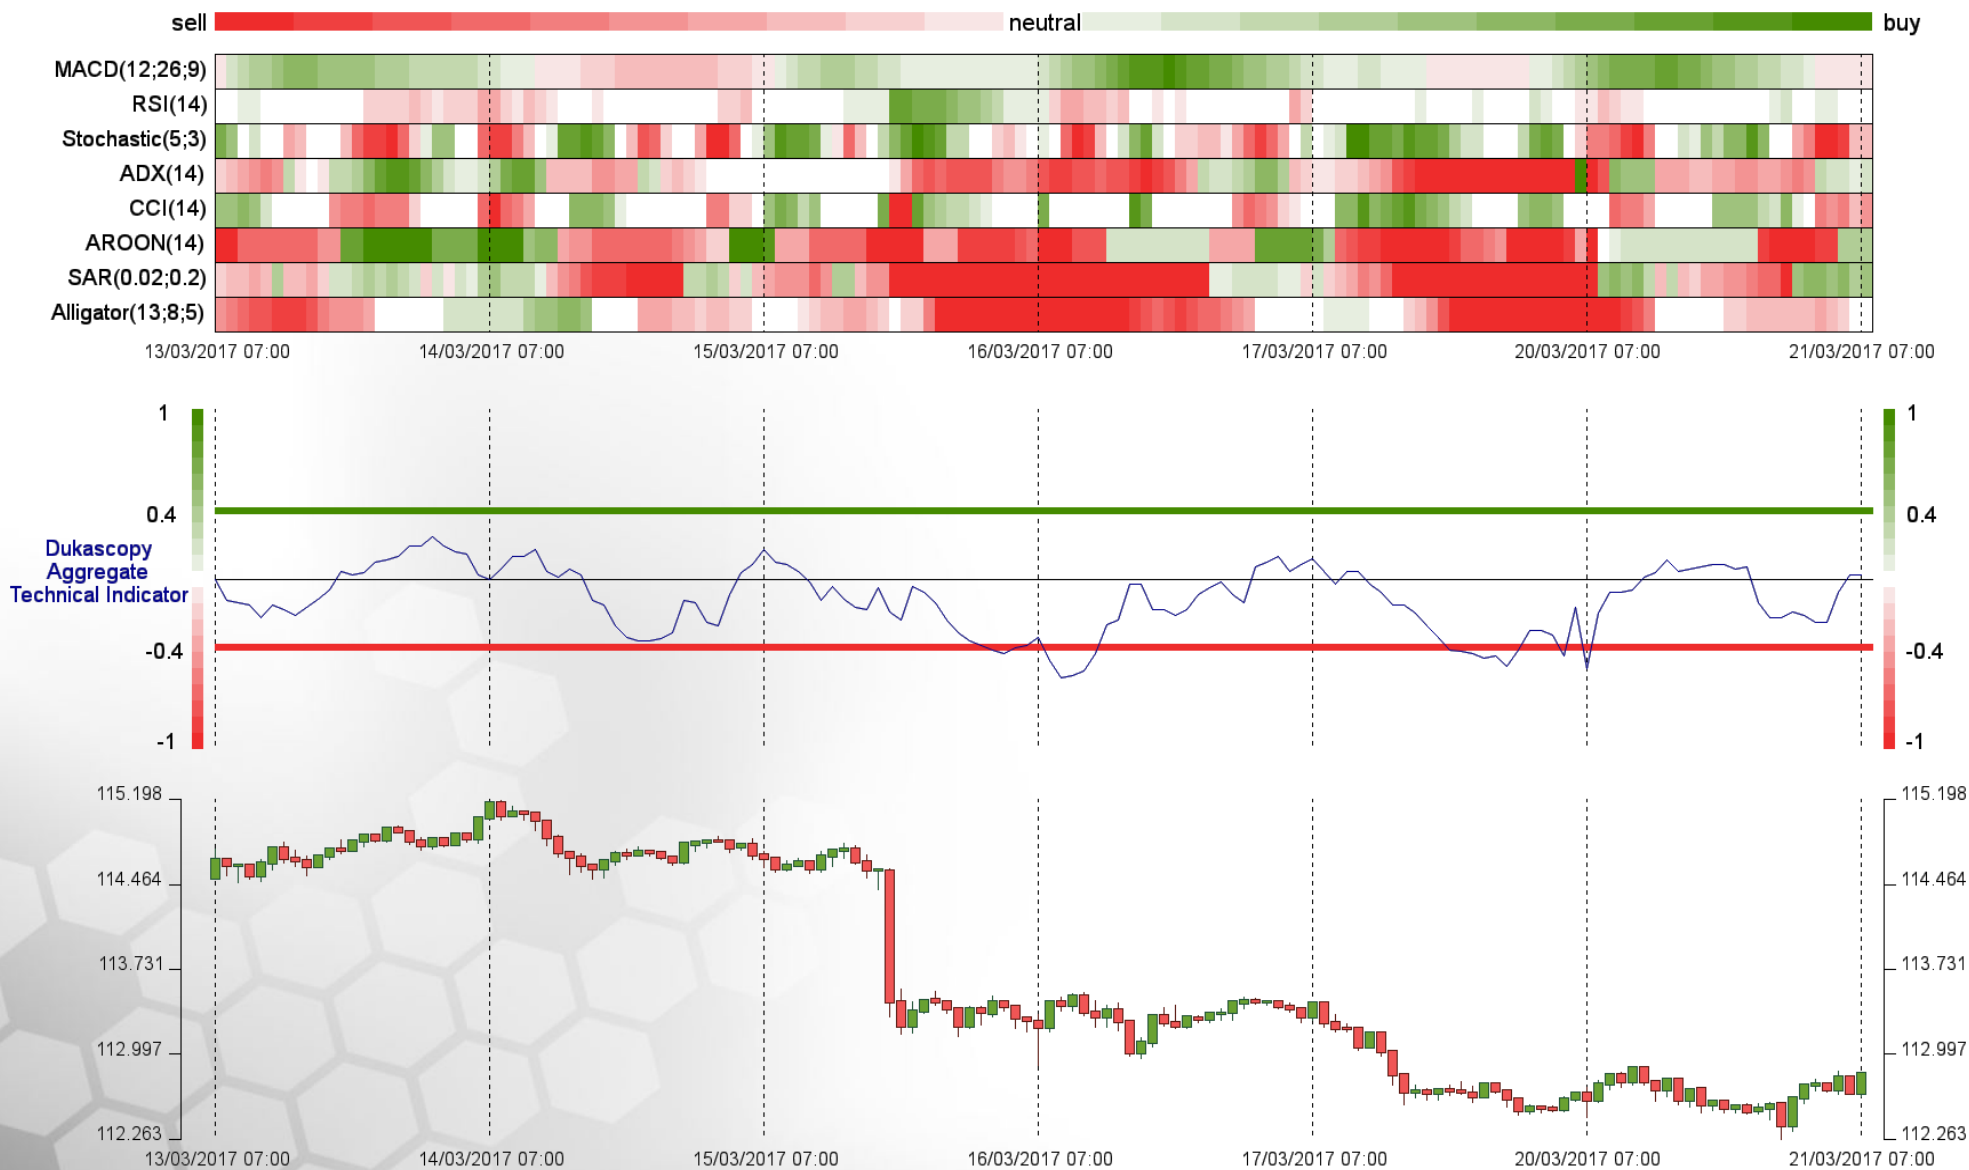 sell neutral buy
MACD(12;26;9)
RSI(14)
Stochastic(5;3)
ADX(14)
CCI(14)
AROON(14)
SAR(0.02;0.2)
Alligator(13;8;5)
13/03/2017 07:00 14/03/2017 07:00 15/03/2017 07:00 16/03/2017 07:00 17/03/2017 07:00 20/03/2017 07:00 21/03/2017 07:00
1 1
0.4 0.4
Dukascopy
Aggregate
Technical Indicator
-0.4 -0.4
-1 -1
115.198 115.198
114.464 114.464
113.731 113.731
112.997 112.997
112.263 112.263
13/03/2017 07:00 14/03/2017 07:00 15/03/2017 07:00 16/03/2017 07:00 17/03/2017 07:00 20/03/2017 07:00 21/03/2017 07:00